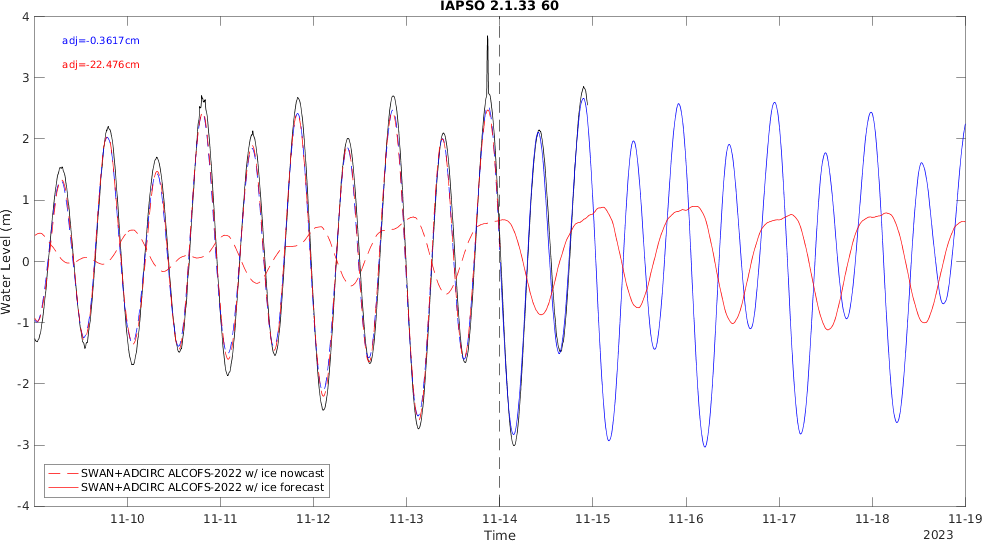 IAPSO 2.1.33 60
adj=-0.3617cm
adj=-22.476cm
4
3
2
1
0
-1
-2
-3
-4
Water Level (m)
SWAN+ADCIRC ALCOFS-2022 w/ ice nowcast
SWAN+ADCIRC ALCOFS-2022 w/ ice forecast
11-10 11-11 11-12 11-13 11-14 11-15 11-16 11-17 11-18 11-19
Time
2023